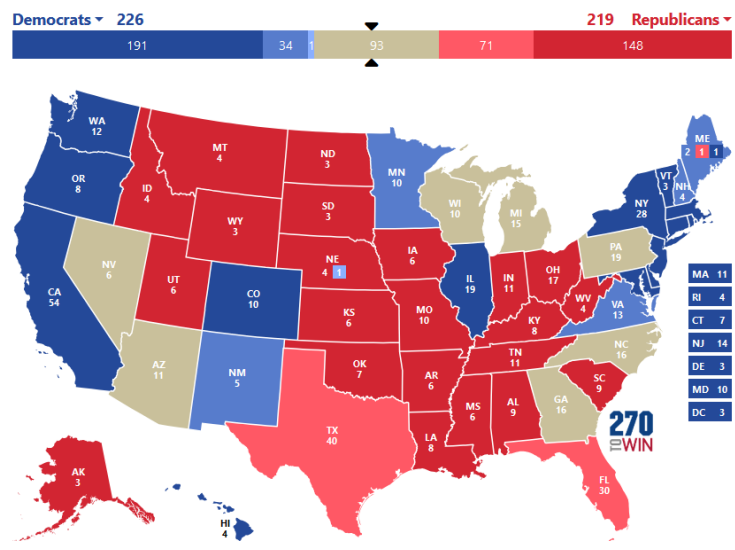 Democrats 226 219 Republicans
191 34 1 93 71 148
WA
12
OR
8
CA
54
NV
6
ID
4
MT
4
WY
3
UT
6
AZ
11
CO
10
NM
5
ND
3
SD
3
NE
4 1
KS
6
OK
7
TX
40
MN
10
IA
6
MO
10
AR
6
LA
8
WI
10
IL
19
MI
15
IN
11
OH
17
KY
8
TN
11
MS
6
AL
9
GA
16
FL
30
SC
9
NC
16
VA
13
WV
4
PA
19
NY
28
VT
3
NH
4
ME
2 1 1
MA 11
RI 4
CT 7
NJ 14
DE 3
MD 10
DC 3
AK
3
HI
4
270
TO WIN